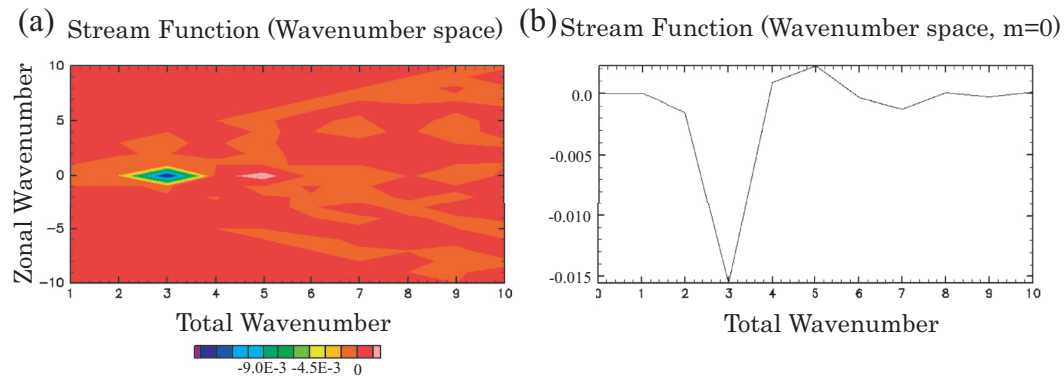 (a) Stream Function (Wavenumber space)
10
5
0
−5
−10
Zonal Wavenumber
1 2 3 4 5 6 7 8 9 10
Total Wavenumber
-9.0E-3 -4.5E-3 0
(b) Stream Function (Wavenumber space, m=0)
0.0
-0.005
-0.010
-0.015
0 1 2 3 4 5 6 7 8 9 10
Total Wavenumber